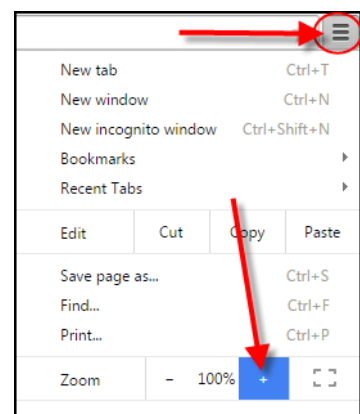 New tab Ctrl+T
New window Ctrl+N
New incognito window Ctrl+Shift+N
Bookmarks
Recent Tabs
Edit Cut Copy Paste
Save page as... Ctrl+S
Find... Ctrl+F
Print... Ctrl+P
Zoom - 100% +